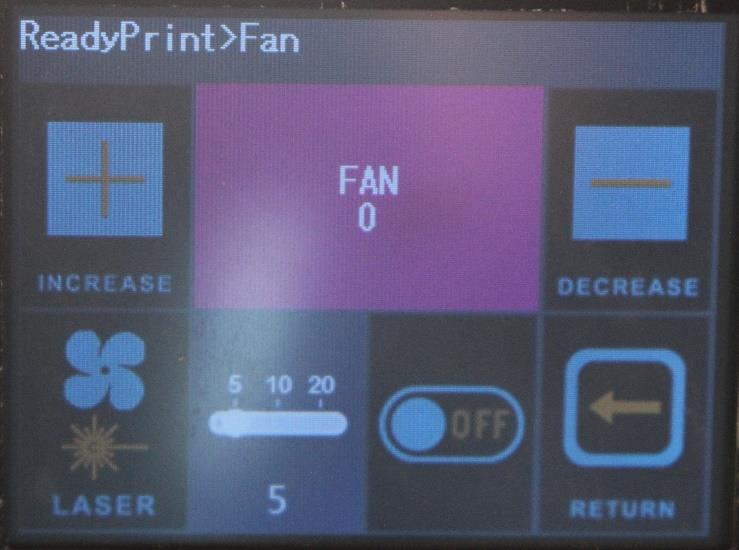 ReadyPrint>Fan
FAN
0
INCREASE
DECREASE
5 10 20
OFF
LASER
5
RETURN